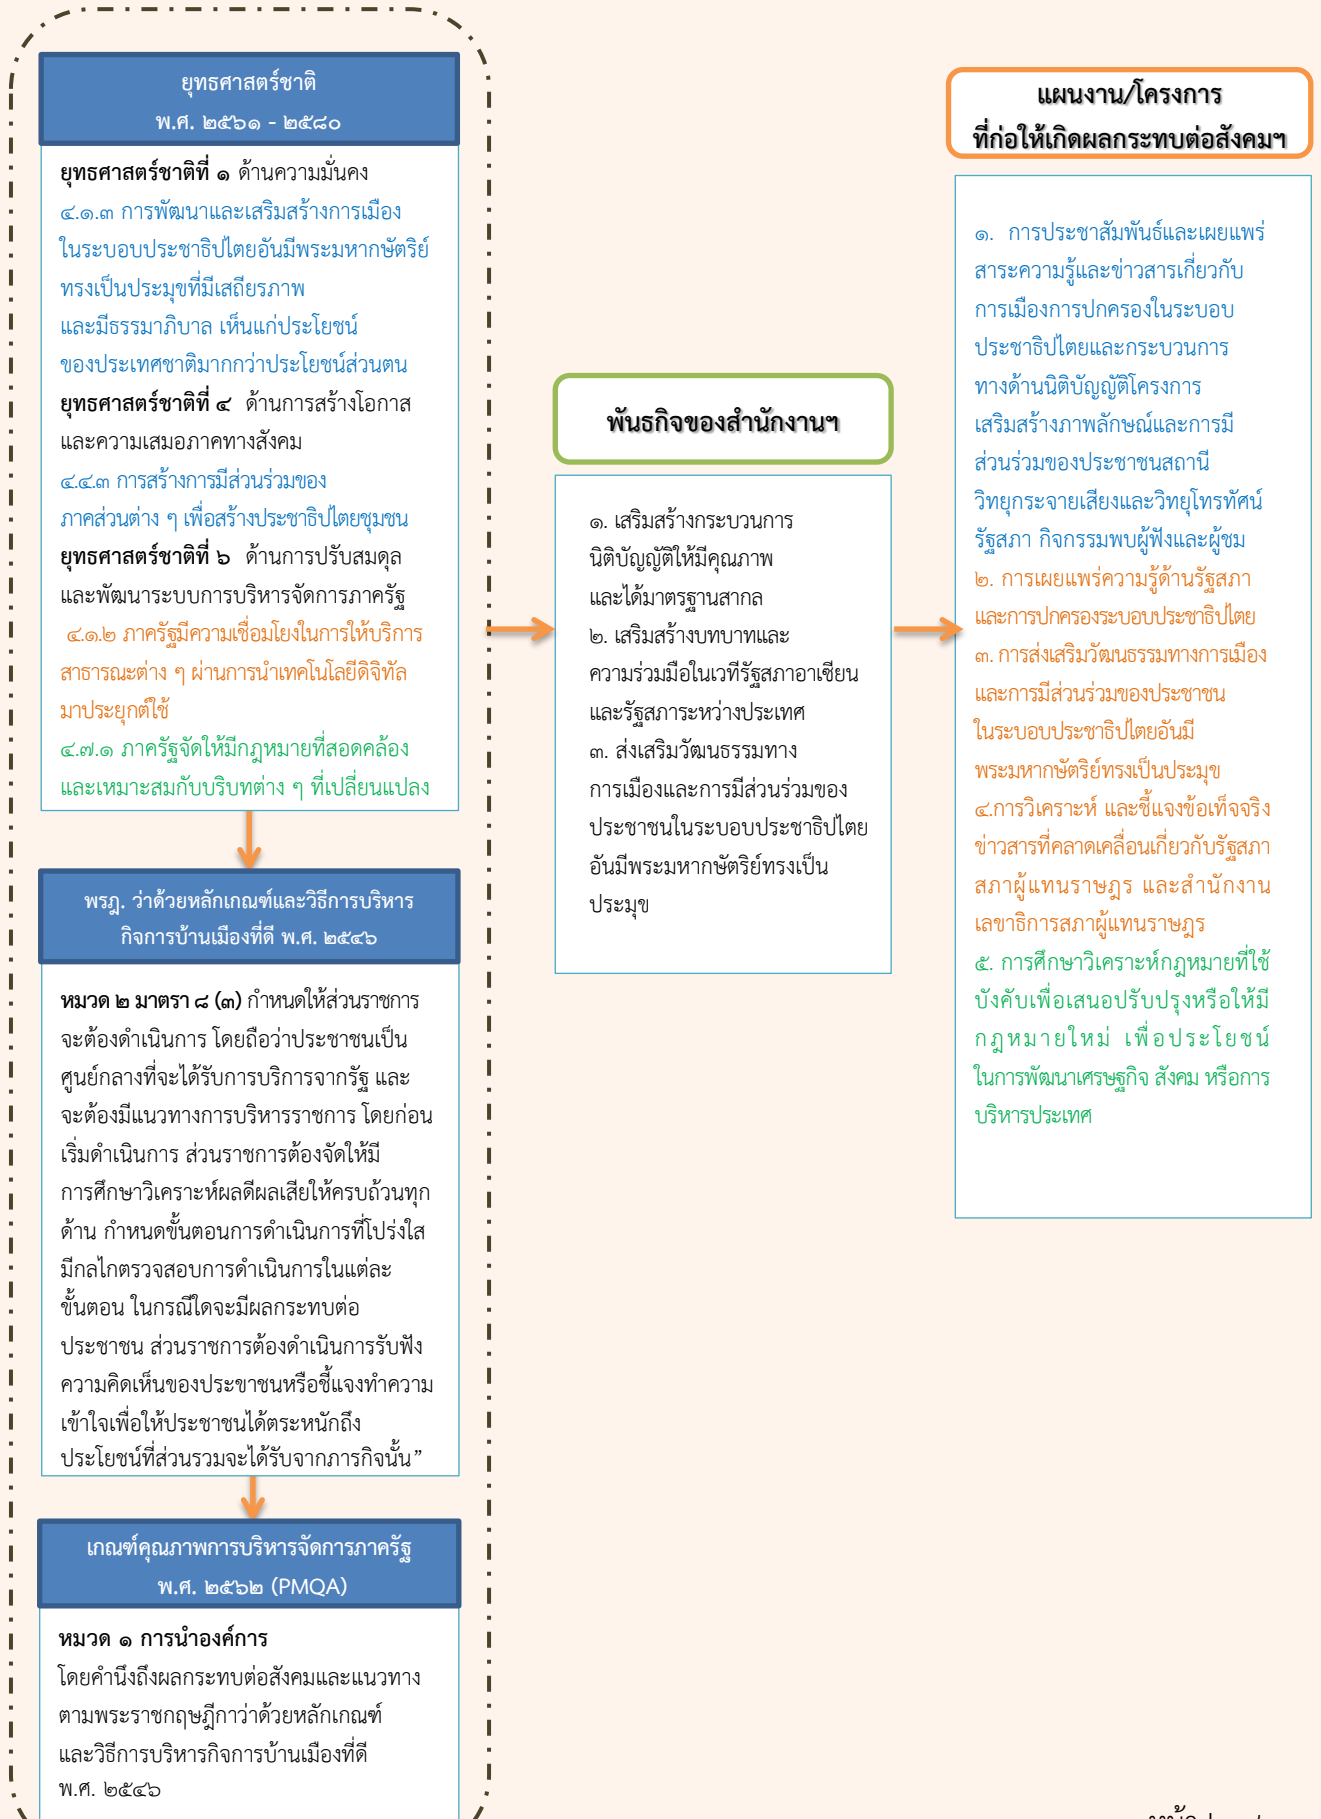 ยุทธศาสตร์ชาติ
พ.ศ. ๒๕๖๑ - ๒๕๘๐
ยุทธศาสตร์ชาติที่ ๑ ด้านความมั่นคง
๔.๑.๓ การพัฒนาและเสริมสร้างการเมือง
ในระบอบประชาธิปไตยอันมีพระมหากษัตริย์
ทรงเป็นประมุขที่มีเสถียรภาพ
และมีธรรมาภิบาล เห็นแก่ประโยชน์
ของประเทศชาติมากกว่าประโยชน์ส่วนตน
ยุทธศาสตร์ชาติที่ ๔ ด้านการสร้างโอกาส
และความเสมอภาคทางสังคม
๔.๔.๓ การสร้างการมีส่วนร่วมของ
ภาคส่วนต่าง ๆ เพื่อสร้างประชาธิปไตยชุมชน
ยุทธศาสตร์ชาติที่ ๖ ด้านการปรับสมดุล
และพัฒนาระบบการบริหารจัดการภาครัฐ
๔.๑.๒ ภาครัฐมีความเชื่อมโยงในการให้บริการ
สาธารณะต่าง ๆ ผ่านการนำเทคโนโลยีดิจิทัล
มาประยุกต์ใช้
๔.๗.๑ ภาครัฐจัดให้มีกฎหมายที่สอดคล้อง
และเหมาะสมกับบริบทต่าง ๆ ที่เปลี่ยนแปลง
พรฎ. ว่าด้วยหลักเกณฑ์และวิธีการบริหาร
กิจการบ้านเมืองที่ดี พ.ศ. ๒๕๔๖
หมวด ๒ มาตรา ๘ (๓) กำหนดให้ส่วนราชการ
จะต้องดำเนินการ โดยถือว่าประชาชนเป็น
ศูนย์กลางที่จะได้รับการบริการจากรัฐ และ
จะต้องมีแนวทางการบริหารราชการ โดยก่อน
เริ่มดำเนินการ ส่วนราชการต้องจัดให้มี
การศึกษาวิเคราะห์ผลดีผลเสียให้ครบถ้วนทุก
ด้าน กำหนดขั้นตอนการดำเนินการที่โปร่งใส
มีกลไกตรวจสอบการดำเนินการในแต่ละ
ขั้นตอน ในกรณีใดจะมีผลกระทบต่อ
ประชาชน ส่วนราชการต้องดำเนินการรับฟัง
ความคิดเห็นของประขาชนหรือชี้แจงทำความ
เข้าใจเพื่อให้ประชาชนได้ตระหนักถึง
ประโยชน์ที่ส่วนรวมจะได้รับจากภารกิจนั้น”
เกณฑ์คุณภาพการบริหารจัดการภาครัฐ
พ.ศ. ๒๕๖๒ (PMQA)
หมวด ๑ การนำองค์การ
โดยคำนึงถึงผลกระทบต่อสังคมและแนวทาง
ตามพระราชกฤษฎีกาว่าด้วยหลักเกณฑ์
และวิธีการบริหารกิจการบ้านเมืองที่ดี
พ.ศ. ๒๕๔๖
พันธกิจของสำนักงานฯ
๑. เสริมสร้างกระบวนการ
นิติบัญญัติให้มีคุณภาพ
และได้มาตรฐานสากล
๒. เสริมสร้างบทบาทและ
ความร่วมมือในเวทีรัฐสภาอาเซียน
และรัฐสภาระหว่างประเทศ
๓. ส่งเสริมวัฒนธรรมทาง
การเมืองและการมีส่วนร่วมของ
ประชาชนในระบอบประชาธิปไตย
อันมีพระมหากษัตริย์ทรงเป็น
ประมุข
แผนงาน/โครงการ
ที่ก่อให้เกิดผลกระทบต่อสังคมฯ
๑. การประชาสัมพันธ์และเผยแพร่
สาระความรู้และข่าวสารเกี่ยวกับ
การเมืองการปกครองในระบอบ
ประชาธิปไตยและกระบวนการ
ทางด้านนิติบัญญัติโครงการ
เสริมสร้างภาพลักษณ์และการมี
ส่วนร่วมของประชาชนสถานี
วิทยุกระจายเสียงและวิทยุโทรทัศน์
รัฐสภา กิจกรรมพบผู้ฟังและผู้ชม
๒. การเผยแพร่ความรู้ด้านรัฐสภา
และการปกครองระบอบประชาธิปไตย
๓. การส่งเสริมวัฒนธรรมทางการเมือง
และการมีส่วนร่วมของประชาชน
ในระบอบประชาธิปไตยอันมี
พระมหากษัตริย์ทรงเป็นประมุข
๔.การวิเคราะห์ และชี้แจงข้อเท็จจริง
ข่าวสารที่คลาดเคลื่อนเกี่ยวกับรัฐสภา
สภาผู้แทนราษฎร และสำนักงาน
เลขาธิการสภาผู้แทนราษฎร
๕. การศึกษาวิเคราะห์กฎหมายที่ใช้
บังคับเพื่อเสนอปรับปรุงหรือให้มี
กฎหมายใหม่ เพื่อประโยชน์
ในการพัฒนาเศรษฐกิจ สังคม หรือการ
บริหารประเทศ